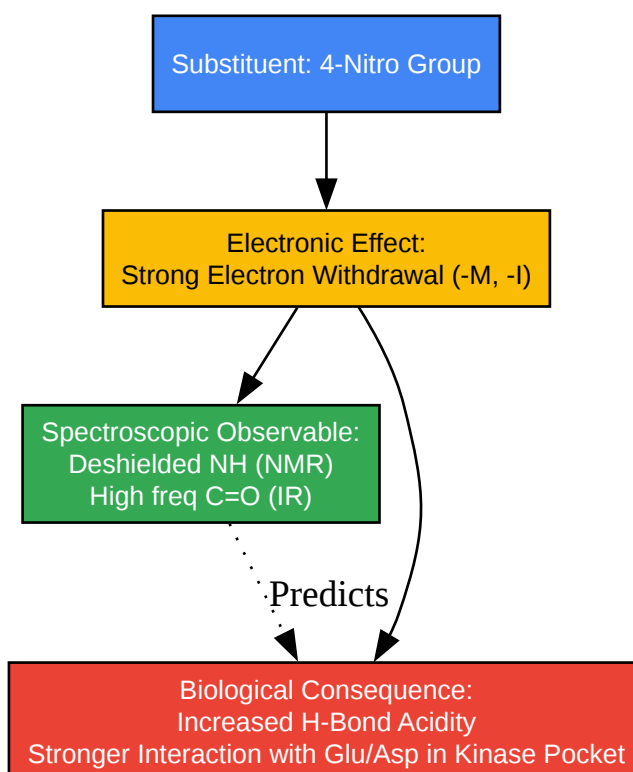 Substituent: 4-Nitro Group
Electronic Effect:
Strong Electron Withdrawal (-M, -I)
Spectroscopic Observable:
Deshielded NH (NMR)
High freq C=O (IR)
Predicts
Biological Consequence:
Increased H-Bond Acidity
Stronger Interaction with Glu/Asp in Kinase Pocket